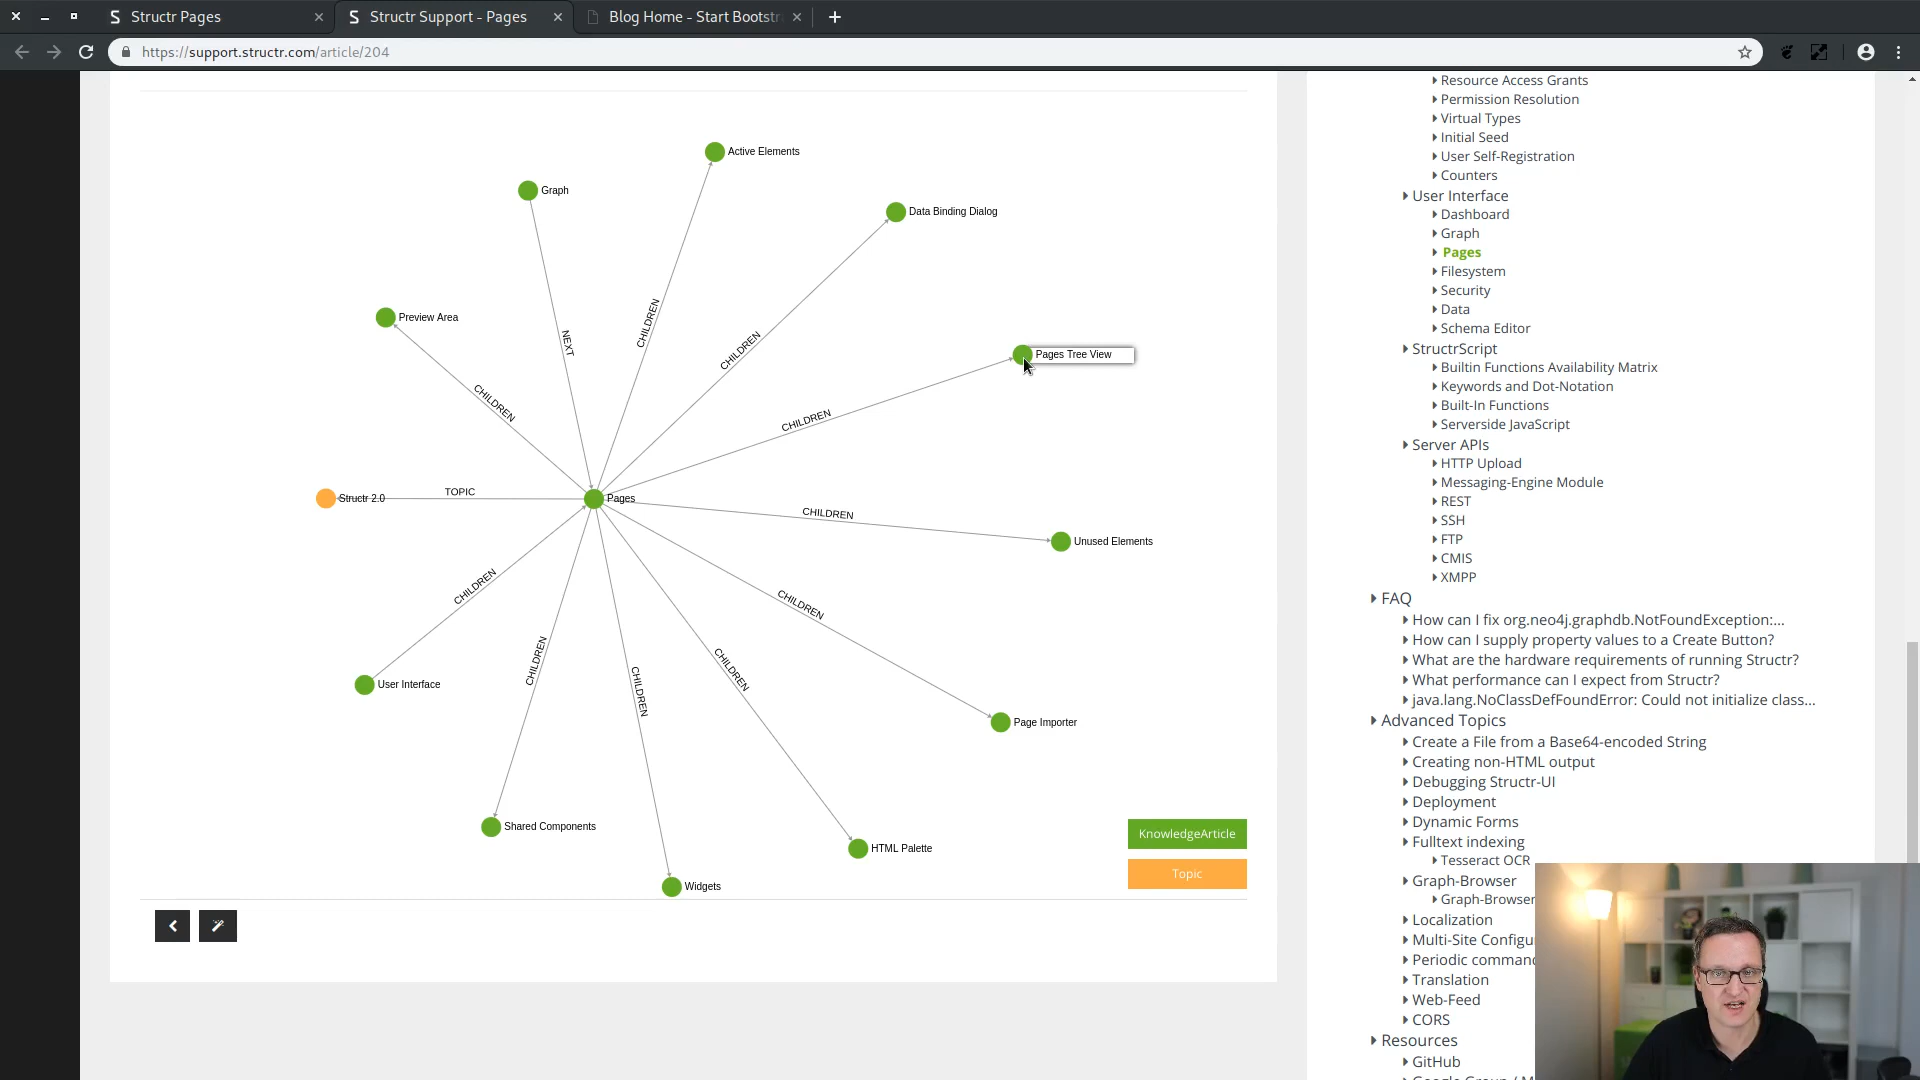 Structr Pages
Structr Support - Pages
Blog Home - Start Bootstr
https://support.structr.com/article/204
Active Elements
Graph
Data Binding Dialog
Preview Area
Pages Tree View
NEXT
CHILDREN
CHILDREN
CHILDREN
CHILDREN
Structr 2.0
TOPIC
Pages
CHILDREN
Unused Elements
CHILDREN
CHILDREN
CHILDREN
CHILDREN
CHILDREN
User Interface
Page Importer
Shared Components
HTML Palette
Widgets
KnowledgeArticle
Topic
Resource Access Grants
Permission Resolution
Virtual Types
Initial Seed
User Self-Registration
Counters
User Interface
Dashboard
Graph
Pages
Filesystem
Security
Data
Schema Editor
StructrScript
Builtin Functions Availability Matrix
Keywords and Dot-Notation
Built-In Functions
Serverside JavaScript
Server APIs
HTTP Upload
Messaging-Engine Module
REST
SSH
FTP
CMIS
XMPP
FAQ
How can I fix org.neo4j.graphdb.NotFoundException:...
How can I supply property values to a Create Button?
What are the hardware requirements of running Structr?
What performance can I expect from Structr?
java.lang.NoClassDefFoundError: Could not initialize class...
Advanced Topics
Create a File from a Base64-encoded String
Creating non-HTML output
Debugging Structr-UI
Deployment
Dynamic Forms
Fulltext indexing
Tesseract OCR
Graph-Browser
Graph-Browser
Localization
Multi-Site Configu
Periodic command
Translation
Web-Feed
CORS
Resources
GitHub